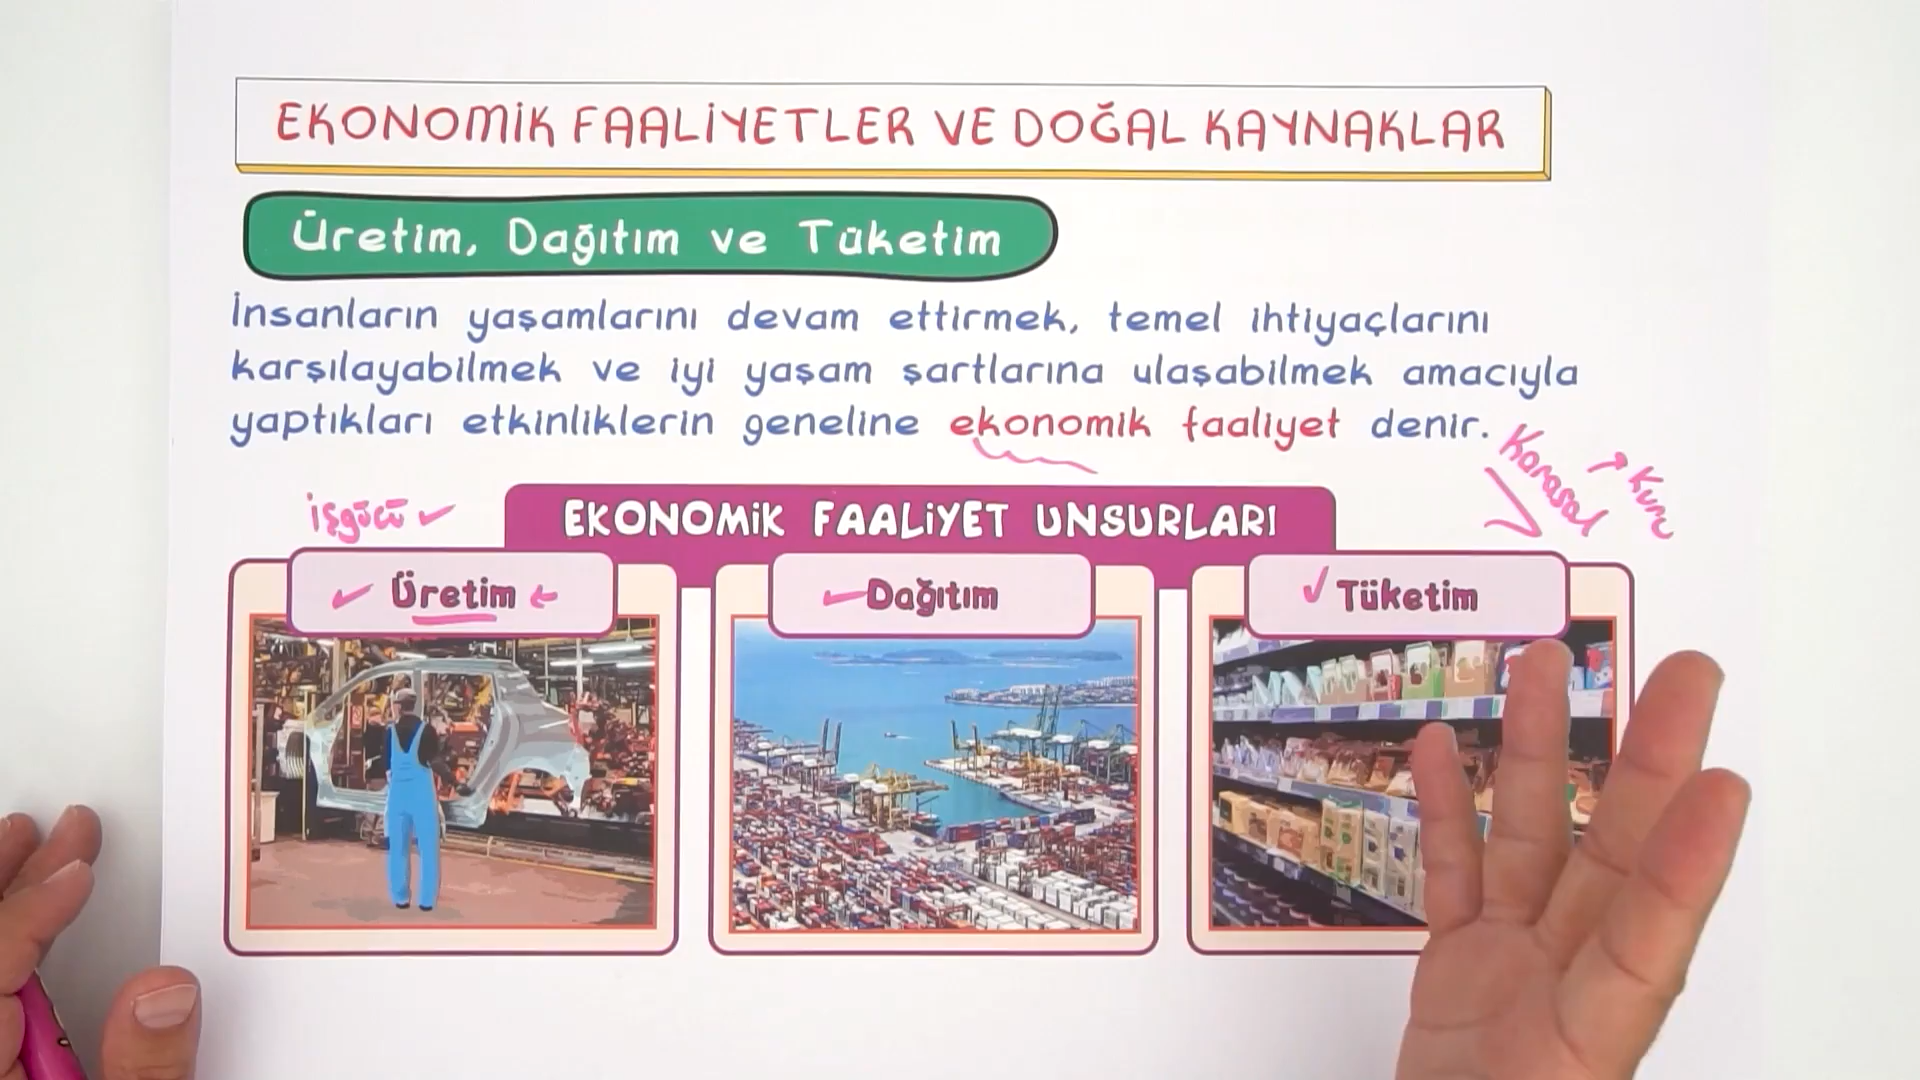 EKONOMİK FAALİYETLER VE DOĞAL KAYNAKLAR
Üretim, Dağıtım ve Tüketim
İnsanların yaşamlarını devam ettirmek, temel ihtiyaçlarını
karşılayabilmek ve iyi yaşam şartlarına ulaşabilmek amacıyla
yaptıkları etkinliklerin geneline ekonomik faaliyet denir.
Karasal
işgücü
EKONOMİK FAALİYET UNSURLARI
Üretim
Dağıtım
Tüketim